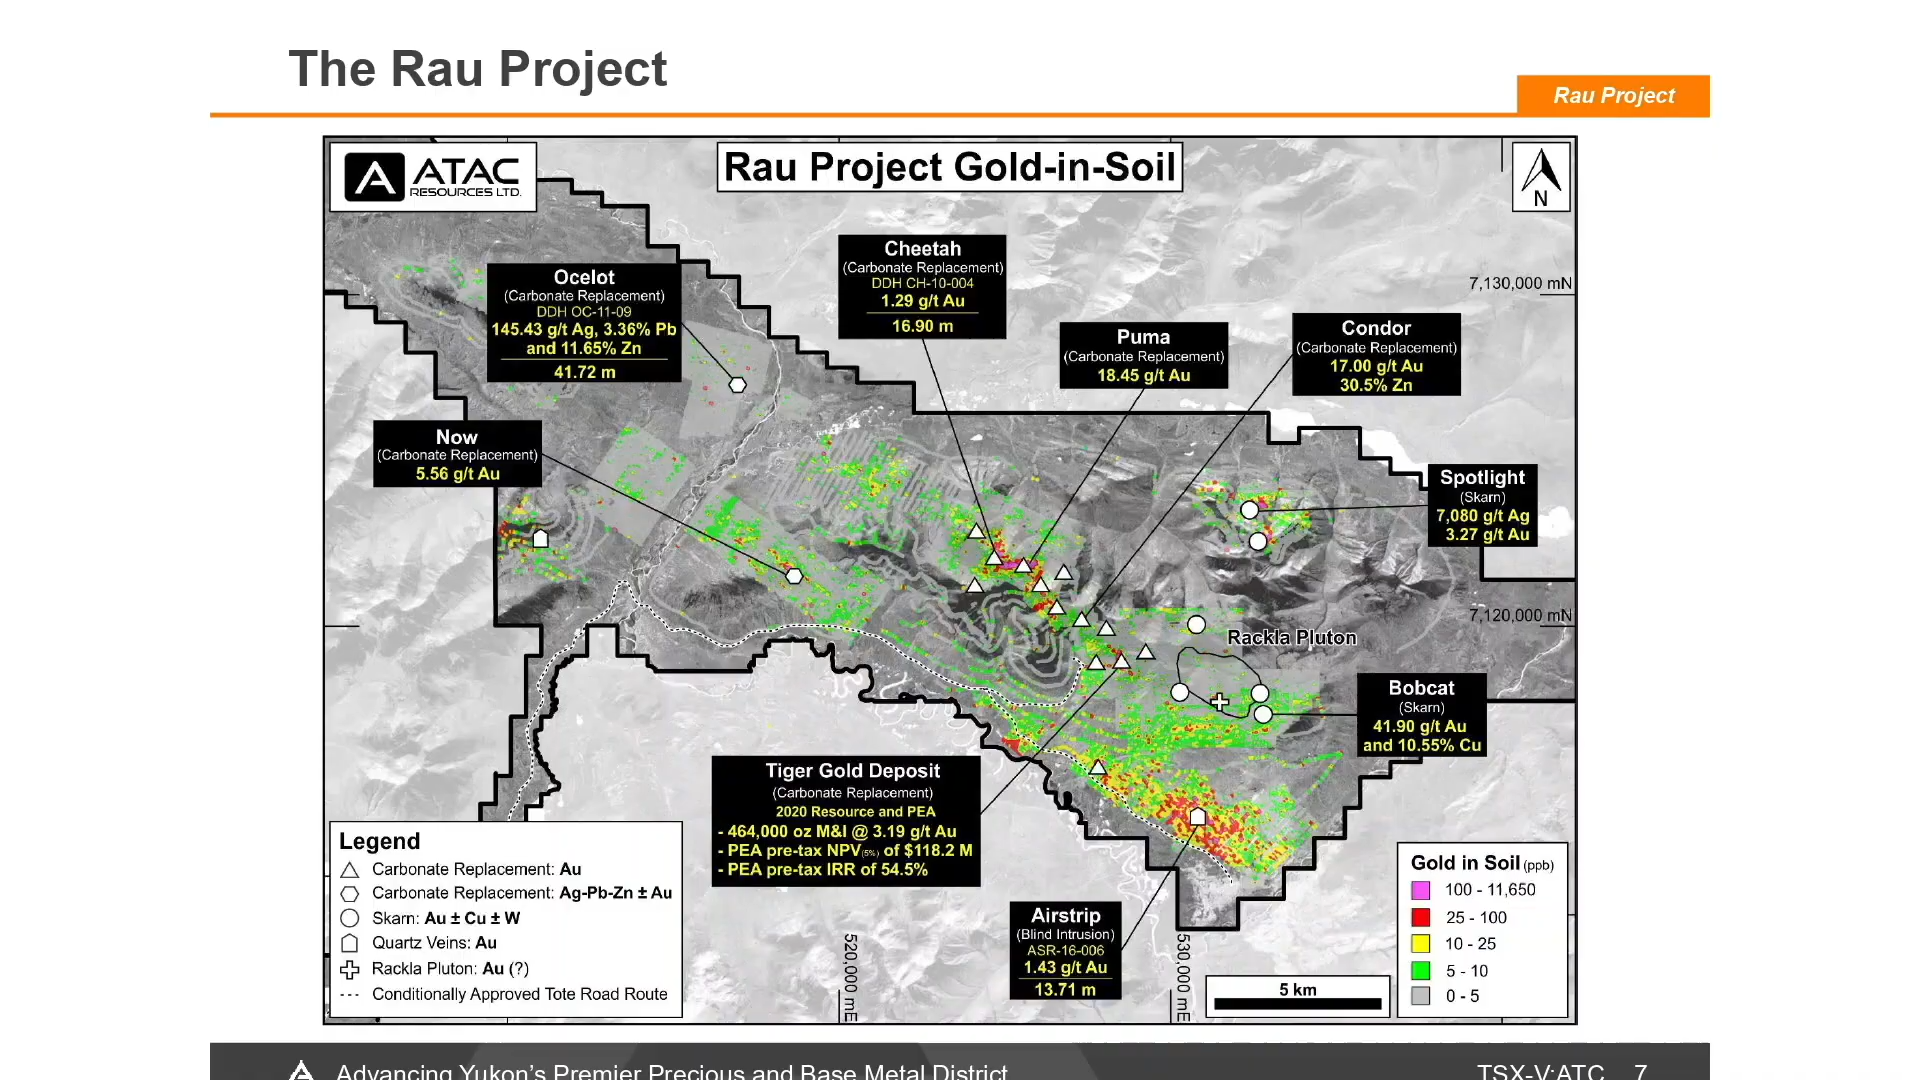 The Rau Project
Rau Project
ATAC
RESOURCES LTD.
Rau Project Gold-in-Soil
N
Cheetah
(Carbonate Replacement)
DDH CH-10-004
1.29 g/t Au
16.90 m
Ocelot
(Carbonate Replacement)
DDH OC-11-09
145.43 g/t Ag, 3.36% Pb
and 11.65% Zn
41.72 m
7,130,000 mN
Puma
(Carbonate Replacement)
18.45 g/t Au
Condor
(Carbonate Replacement)
17.00 g/t Au
30.5% Zn
Now
(Carbonate Replacement)
5.56 g/t Au
Spotlight
(Skarn)
7,080 g/t Ag
3.27 g/t Au
7,120,000 mN
Rackla Pluton
Bobcat
(Skarn)
41.90 g/t Au
and 10.55% Cu
Tiger Gold Deposit
(Carbonate Replacement)
2020 Resource and PEA
- 464,000 oz M&I @ 3.19 g/t Au
- PEA pre-tax NPV(5%) of $118.2 M
- PEA pre-tax IRR of 54.5%
Airstrip
(Blind Intrusion)
ASR-16-006
1.43 g/t Au
13.71 m
520,000 mE
530,000 mE
Legend
Carbonate Replacement: Au
Carbonate Replacement: Ag-Pb-Zn ± Au
Skarn: Au ± Cu ± W
Quartz Veins: Au
Rackla Pluton: Au (?)
Conditionally Approved Tote Road Route
5 km
Gold in Soil (ppb)
100 - 11,650
25 - 100
10 - 25
5 - 10
0 - 5
Advancing Yukon's Premier Precious and Base Metal District
TSX-V:ATC 7